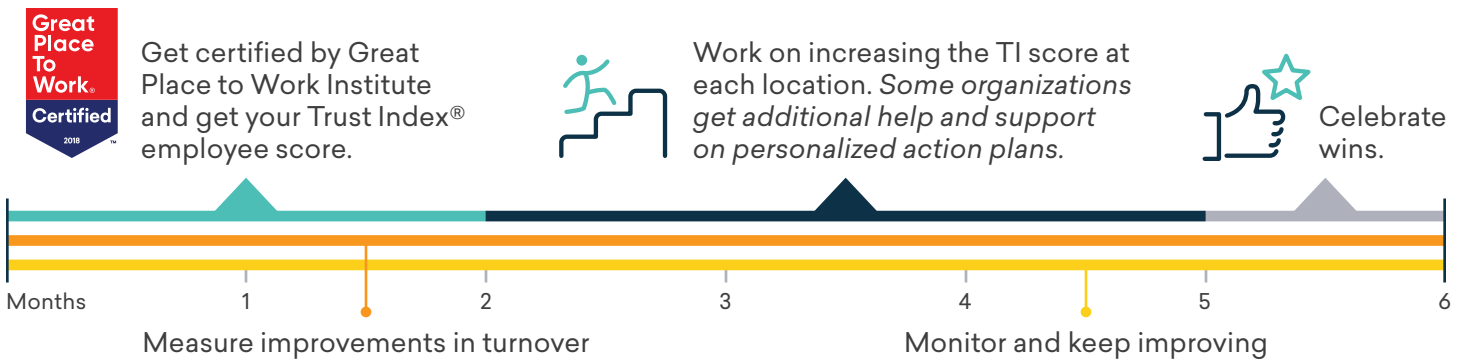 Great
Place
To
Work®
Certified
2018
™
Get certified by Great
Place to Work Institute
and get your Trust Index®
employee score.
Work on increasing the TI score at
each location. Some organizations
get additional help and support
on personalized action plans.
Celebrate
wins.
Months 1 2 3 4 5 6
Measure improvements in turnover
Monitor and keep improving